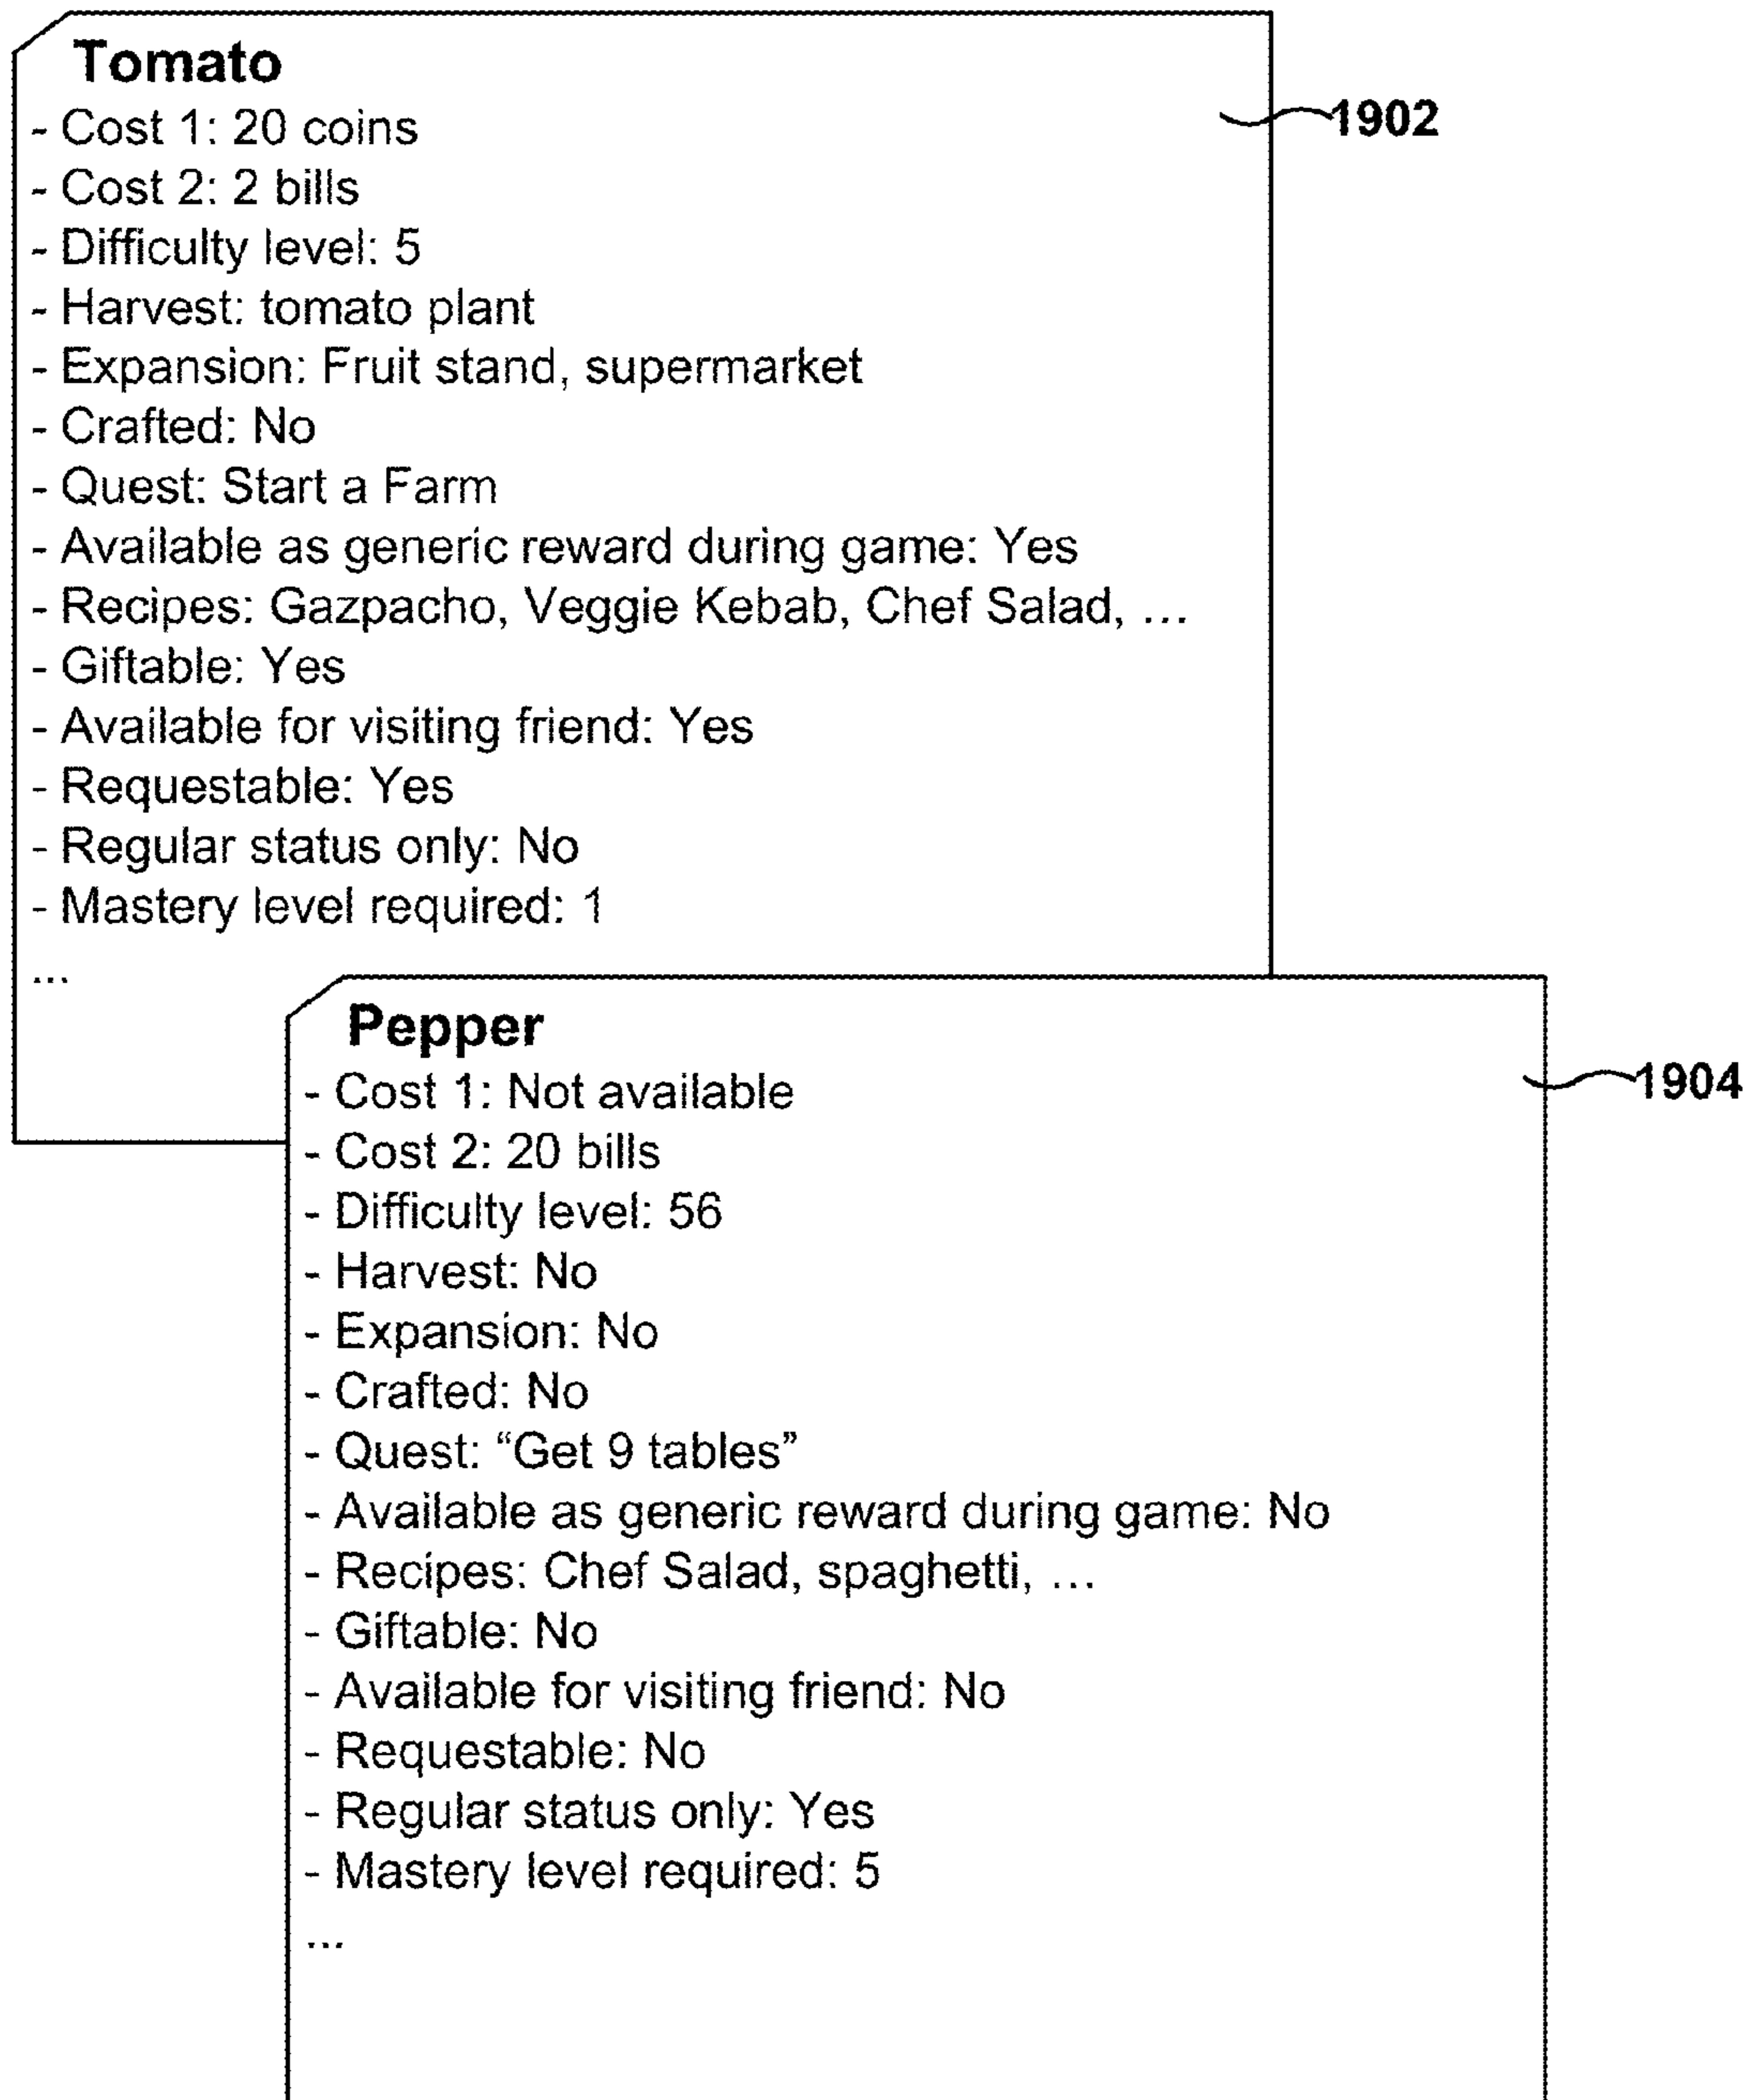 Tomato
- Cost 1: 20 coins
1902
- Cost 2: 2 bills
- Difficulty level: 5
- Harvest: tomato plant
- Expansion: Fruit stand, supermarket
- Crafted: No
- Quest: Start a Farm
- Available as generic reward during game: Yes
- Recipes: Gazpacho, Veggie Kebab, Chef Salad, ...
- Giftable: Yes
- Available for visiting friend: Yes
- Requestable: Yes
- Regular status only: No
- Mastery level required: 1
...
Pepper
- Cost 1: Not available
1904
- Cost 2: 20 bills
- Difficulty level: 56
- Harvest: No
- Expansion: No
- Crafted: No
- Quest: “Get 9 tables”
- Available as generic reward during game: No
- Recipes: Chef Salad, spaghetti, ...
- Giftable: No
- Available for visiting friend: No
- Requestable: No
- Regular status only: Yes
- Mastery level required: 5
...